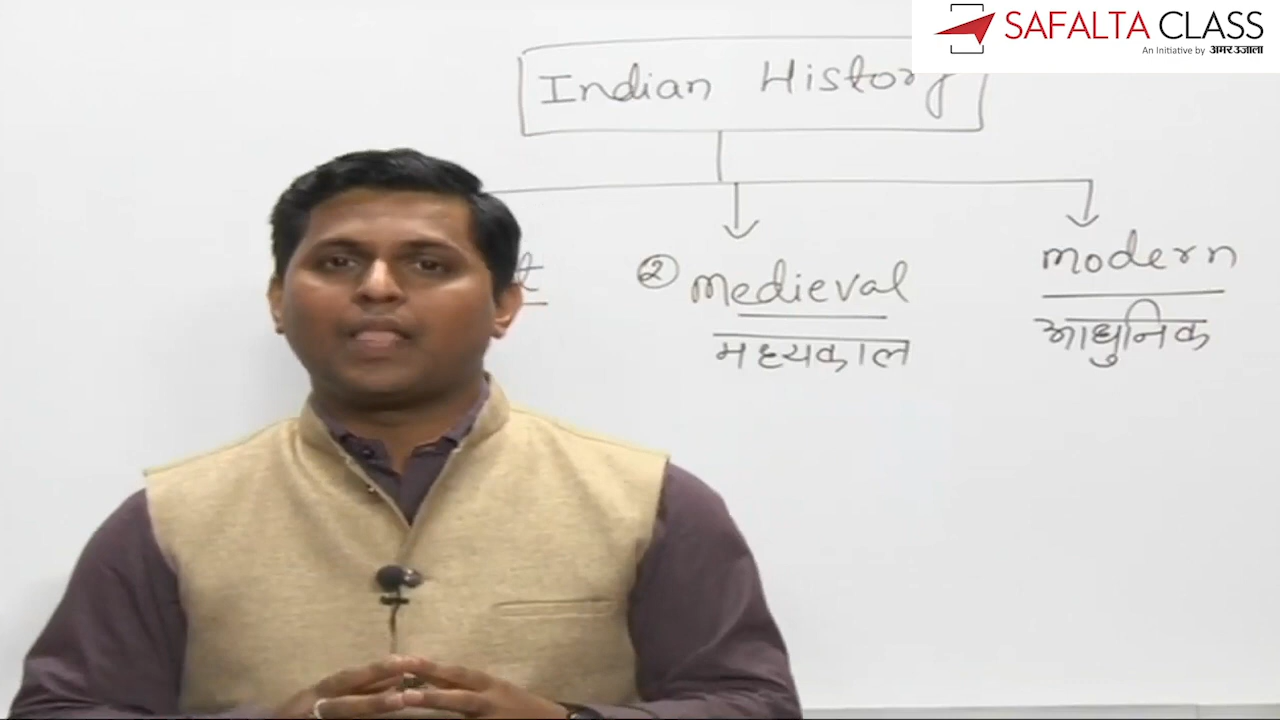 SAFALTA CLASS
An Initiative by अमर उजाला
Indian History
② Medieval
मध्यकाल
Modern
आधुनिक